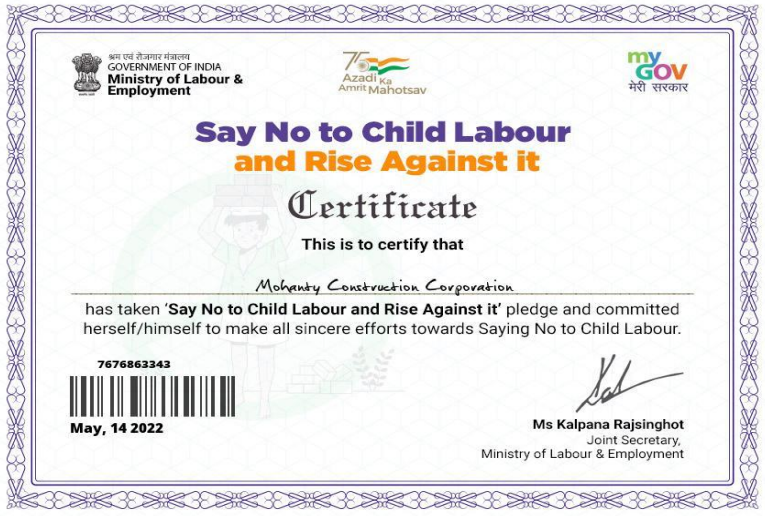 श्रम एवं रोज़गार मंत्रालय
GOVERNMENT OF INDIA
Ministry of Labour &
Employment
75
Azadi Ka
Amrit Mahotsav
my
GOV
मेरी सरकार
Say No to Child Labour
and Rise Against it
Certificate
This is to certify that
Mohanty Construction Corporation
has taken ‘Say No to Child Labour and Rise Against it’ pledge and committed
herself/himself to make all sincere efforts towards Saying No to Child Labour.
7676863343
May, 14 2022
Ms Kalpana Rajsinghot
Joint Secretary,
Ministry of Labour & Employment